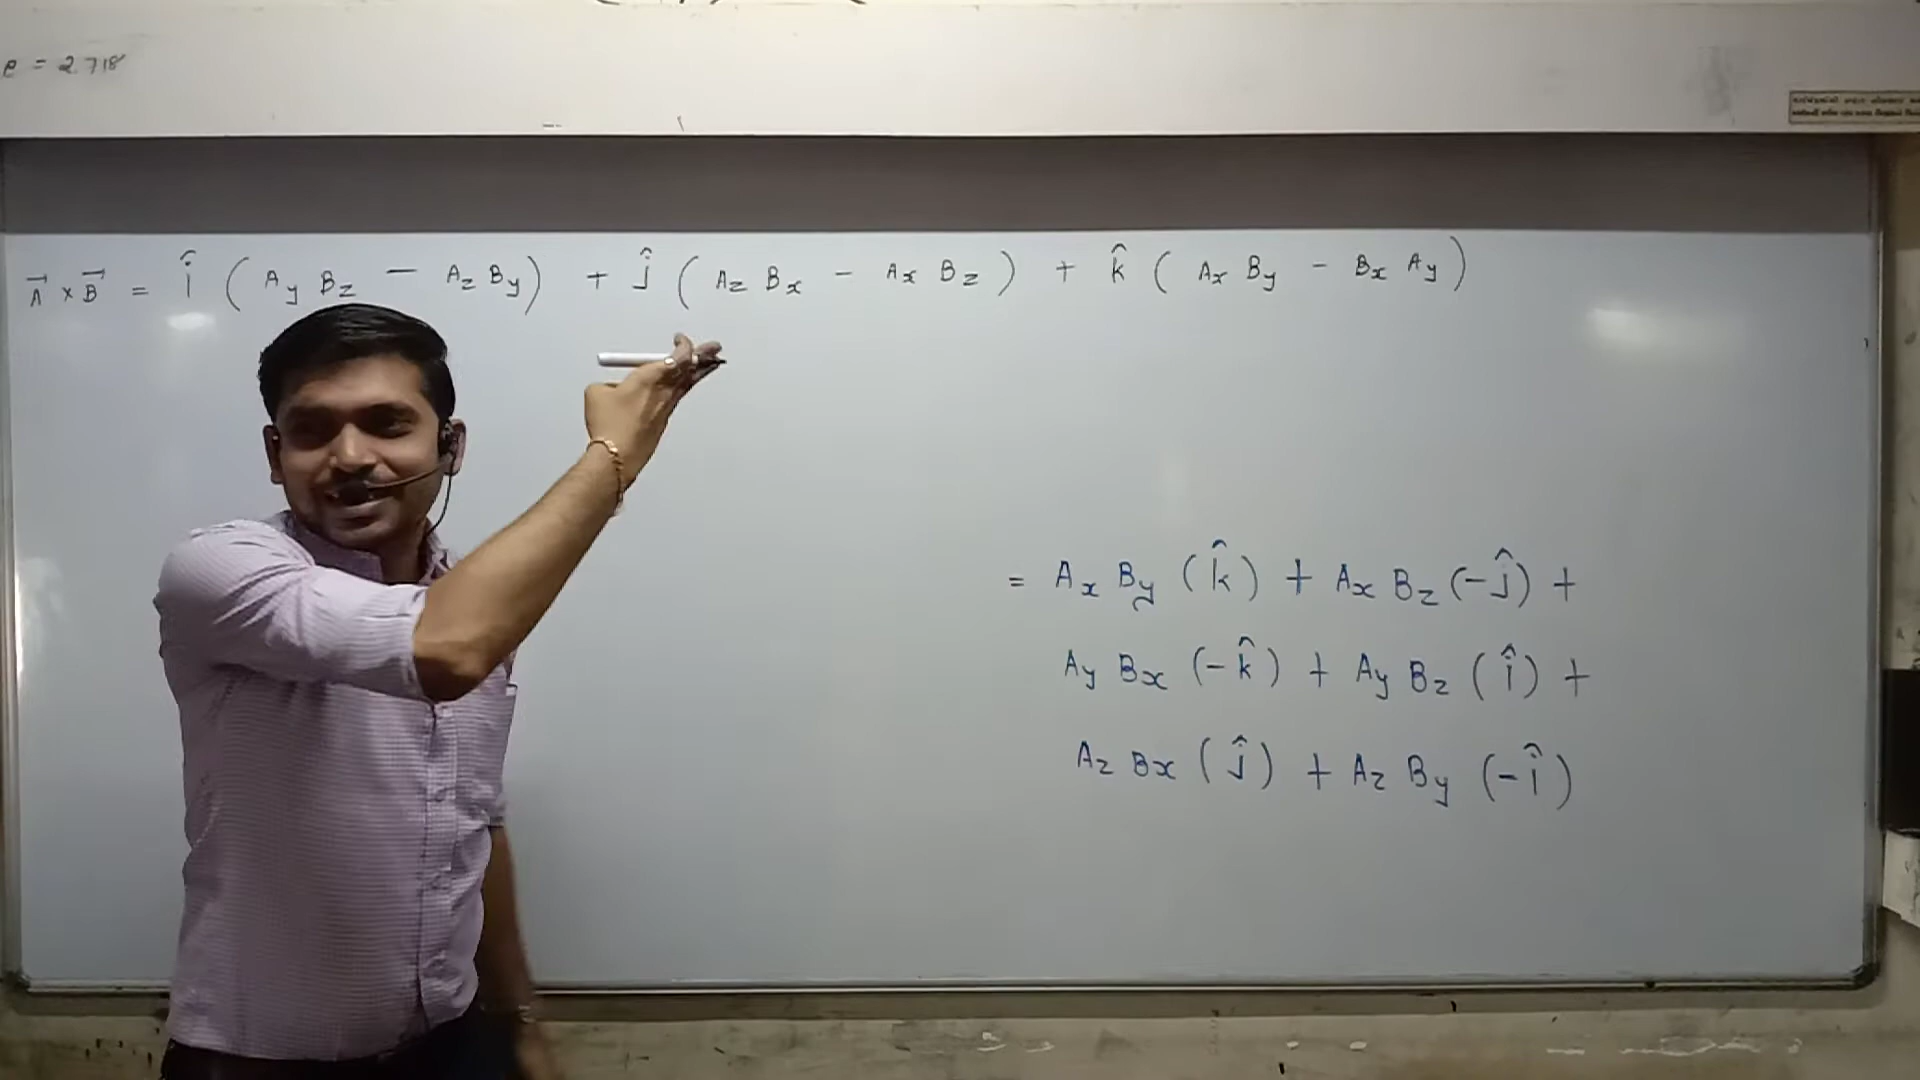 e = 2.718
A⃗ × B⃗ = î ( Ay Bz − Az By) + ĵ ( Az Bx − Ax Bz ) + k̂ ( Ax By − Bx Ay )
= Ax By (k̂) + Ax Bz (−ĵ) +
Ay Bx (−k̂) + Ay Bz (î) +
Az Bx (ĵ) + Az By (−î)